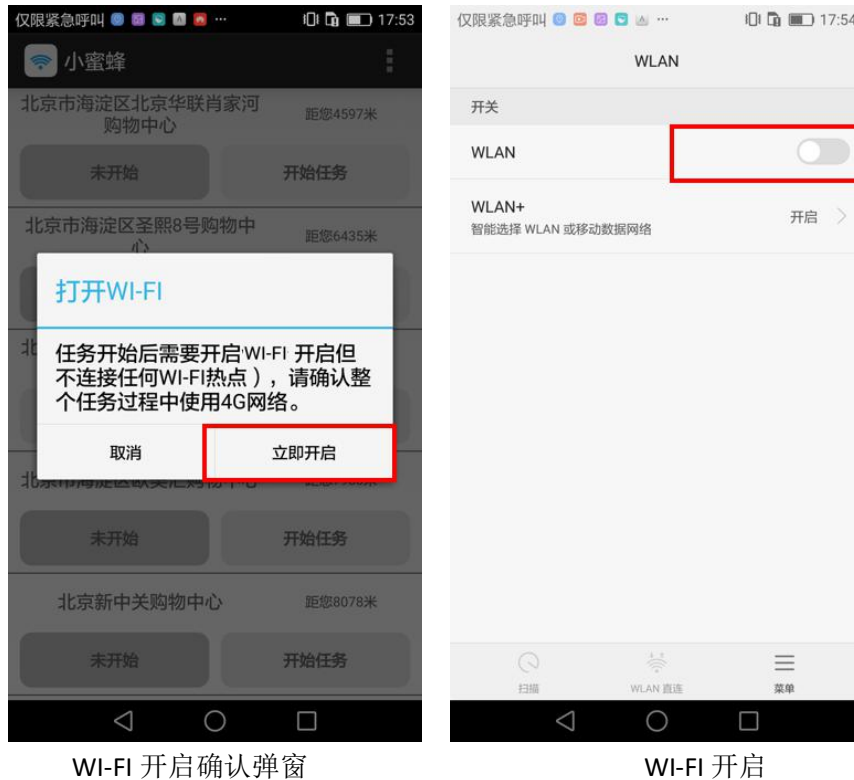 仅限紧急呼叫 ... 17:53
小蜜蜂
北京市海淀区北京华联肖家河
购物中心
距您4597米
未开始 开始任务
北京市海淀区圣熙8号购物中
心
距您6435米
打开WI-FI
任务开始后需要开启WI-FI 开启但
不连接任何WI-FI热点），请确认整
个任务过程中使用4G网络。
取消 立即开启
未开始 开始任务
北京新中关购物中心 距您8078米
未开始 开始任务
WI-FI 开启确认弹窗
仅限紧急呼叫 ... 17:54
WLAN
开关
WLAN
WLAN+
智能选择 WLAN 或移动数据网络
开启
扫描 WLAN 直连 菜单
WI-FI 开启